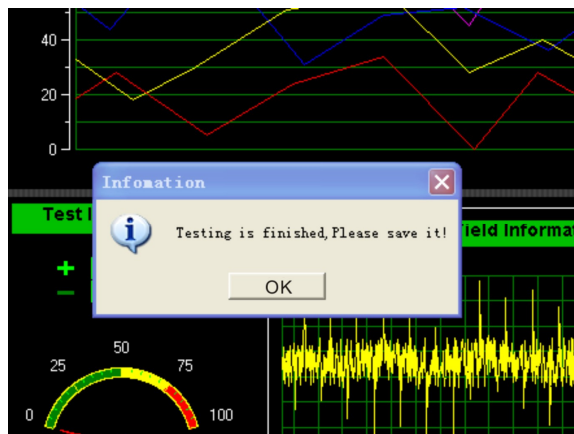 40
20
0
Infomation
Testing is finished,Please save it!
OK
Test
ield Informa
+
−
0
25
50
75
100